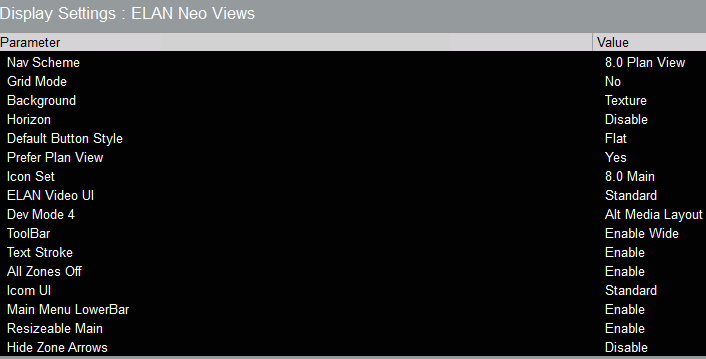 Display Settings : ELAN Neo Views
Parameter Value
Nav Scheme 8.0 Plan View
Grid Mode No
Background Texture
Horizon Disable
Default Button Style Flat
Prefer Plan View Yes
Icon Set 8.0 Main
ELAN Video UI Standard
Dev Mode 4 Alt Media Layout
ToolBar Enable Wide
Text Stroke Enable
All Zones Off Enable
Icom UI Standard
Main Menu LowerBar Enable
Resizeable Main Enable
Hide Zone Arrows Disable